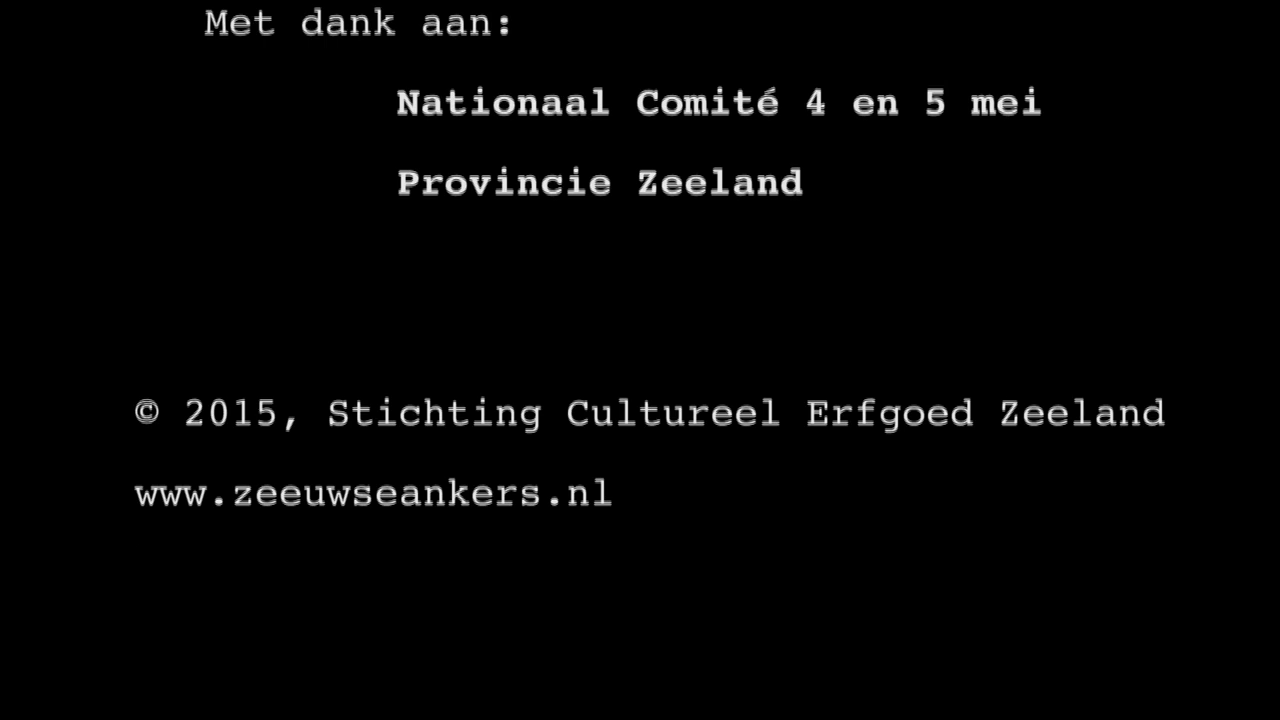 Met dank aan:
Nationaal Comité 4 en 5 mei
Provincie Zeeland
© 2015, Stichting Cultureel Erfgoed Zeeland
www.zeeuwseankers.nl